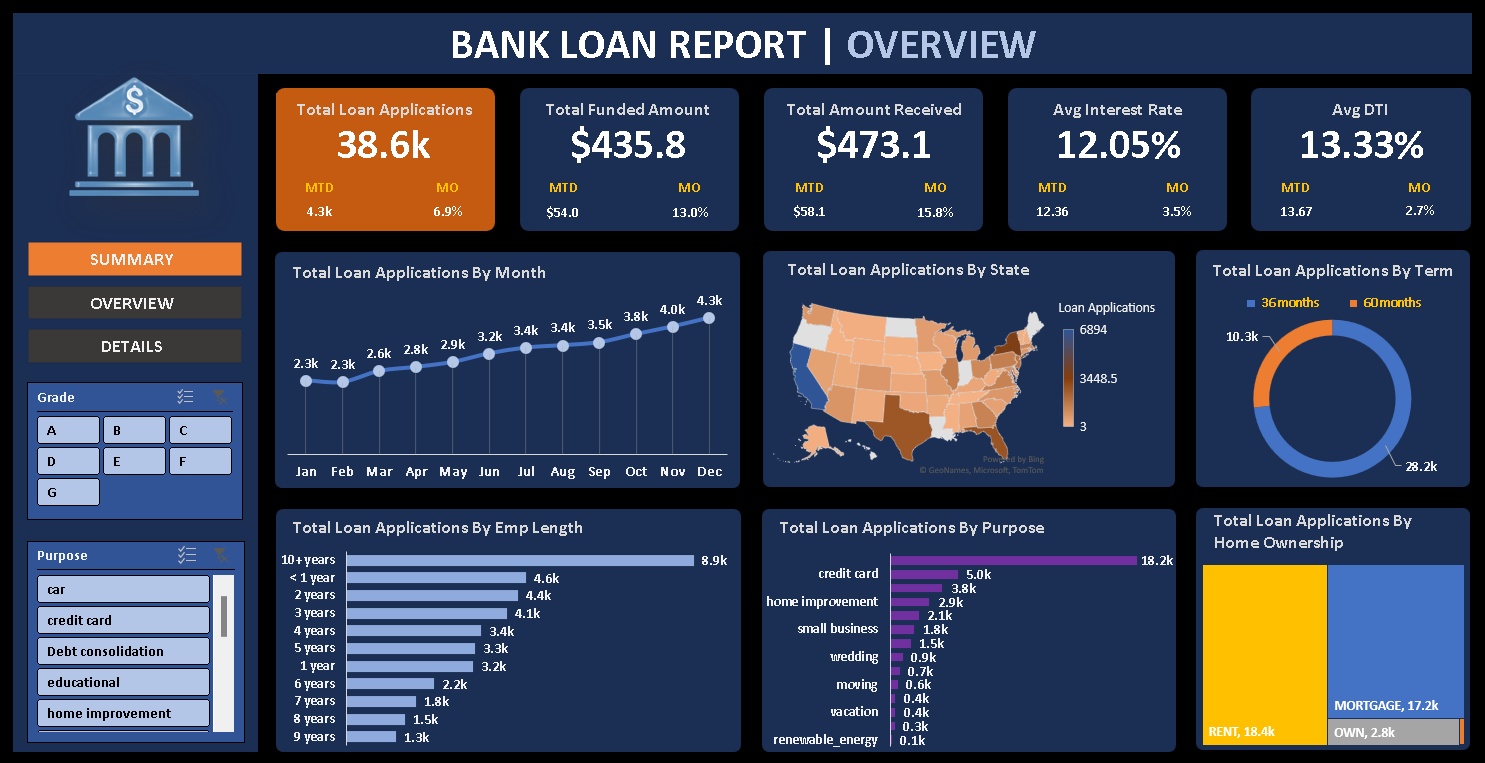 BANK LOAN REPORT | OVERVIEW
$
SUMMARY
OVERVIEW
DETAILS
Grade
A B C
D E F
G
Purpose
car
credit card
Debt consolidation
educational
home improvement
Total Loan Applications
38.6k
MTD MO
4.3k 6.9%
Total Funded Amount
$435.8
MTD MO
$54.0 13.0%
Total Amount Received
$473.1
MTD MO
$58.1 15.8%
Avg Interest Rate
12.05%
MTD MO
12.36 3.5%
Avg DTI
13.33%
MTD MO
13.67 2.7%
Total Loan Applications By Month
2.3k 2.3k 2.6k 2.8k 2.9k 3.2k 3.4k 3.4k 3.5k 3.8k 4.0k 4.3k
Jan Feb Mar Apr May Jun Jul Aug Sep Oct Nov Dec
Total Loan Applications By State
Loan Applications
6894
3448.5
3
Powered by Bing
© GeoNames, Microsoft, TomTom
Total Loan Applications By Term
36 months 60 months
10.3k
28.2k
Total Loan Applications By Emp Length
10+ years 8.9k
< 1 year 4.6k
2 years 4.4k
3 years 4.1k
4 years 3.4k
5 years 3.3k
1 year 3.2k
6 years 2.2k
7 years 1.8k
8 years 1.5k
9 years 1.3k
Total Loan Applications By Purpose
18.2k
credit card 5.0k
3.8k
home improvement 2.9k
2.1k
small business 1.8k
1.5k
wedding 0.9k
0.7k
moving 0.6k
0.4k
vacation 0.4k
0.3k
renewable_energy 0.1k
Total Loan Applications By
Home Ownership
RENT, 18.4k
MORTGAGE, 17.2k
OWN, 2.8k